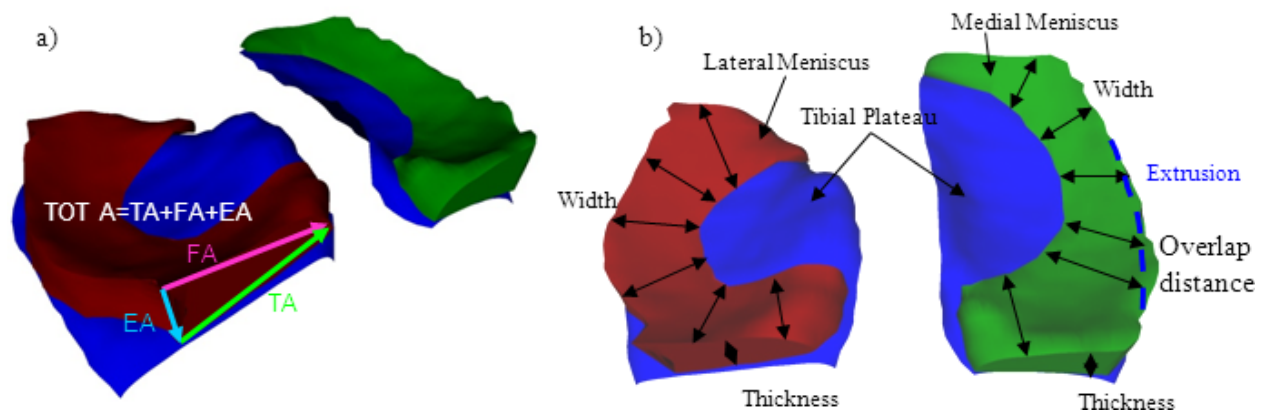 a)
TOT A=TA+FA+EA
FA
EA
TA
b)
Medial Meniscus
Lateral Meniscus
Width
Tibial Plateau
Extrusion
Width
Overlap
distance
Thickness
Thickness